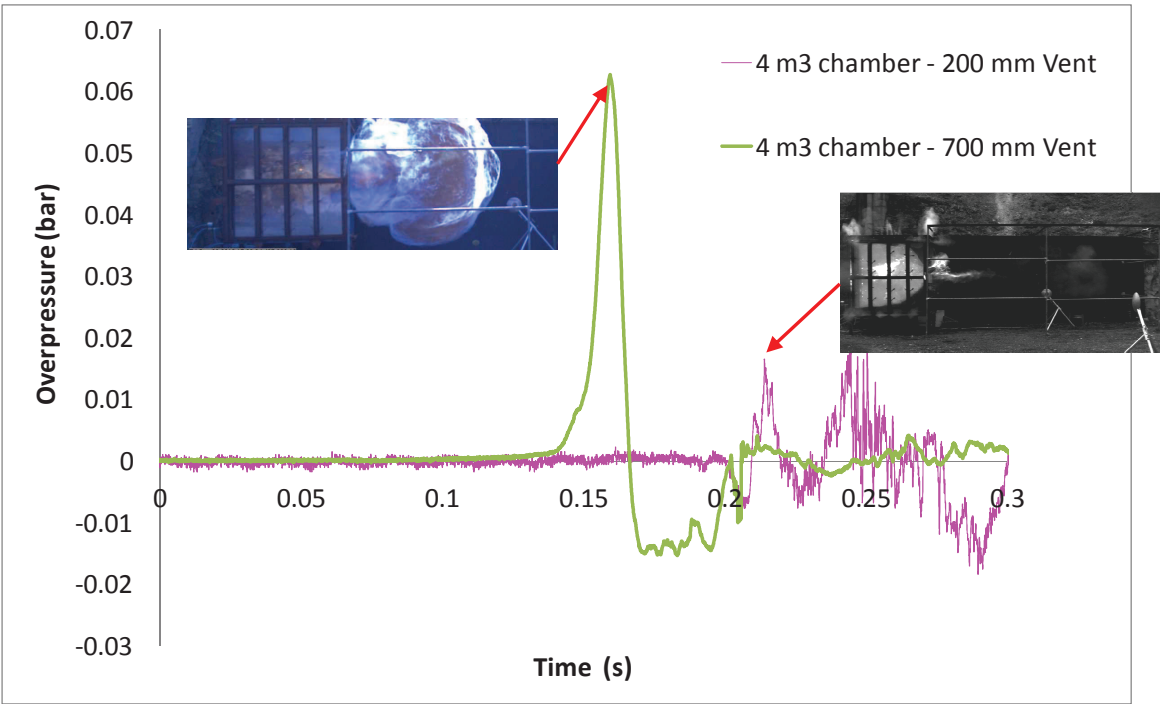 0.07
0.06
0.05
0.04
0.03
0.02
0.01
0
-0.01
-0.02
-0.03
Overpressure (bar)
4 m3 chamber - 200 mm Vent
4 m3 chamber - 700 mm Vent
0 0.05 0.1 0.15 0.2 0.25 0.3
Time (s)